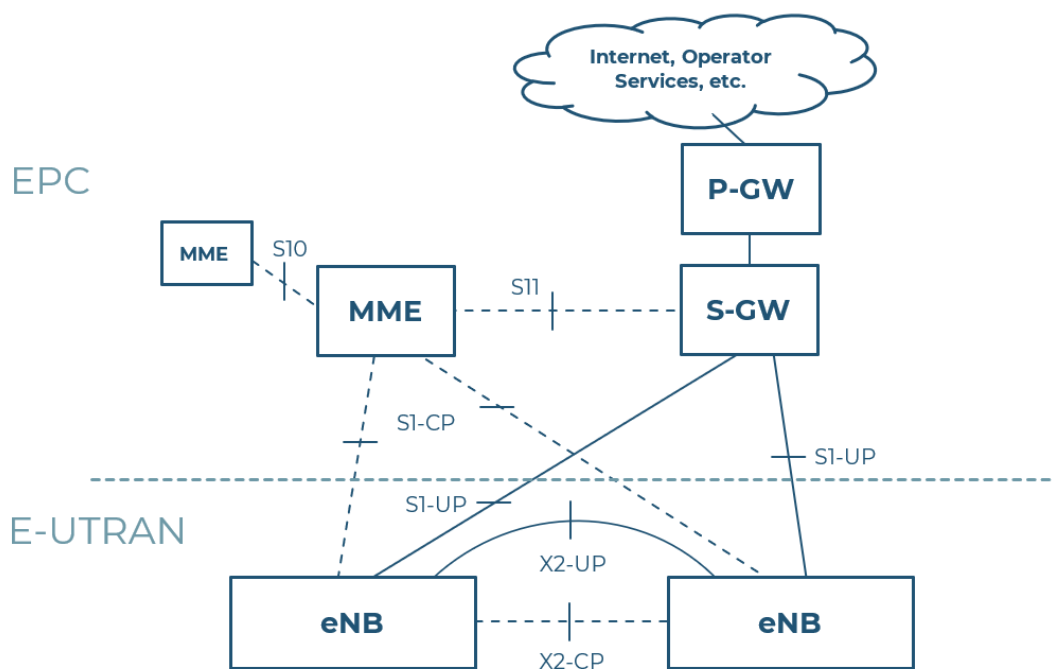 Internet, Operator
Services, etc.
P-GW
EPC
MME
S10
MME
S11
S-GW
S1-CP
S1-UP
S1-UP
E-UTRAN
X2-UP
eNB
eNB
X2-CP